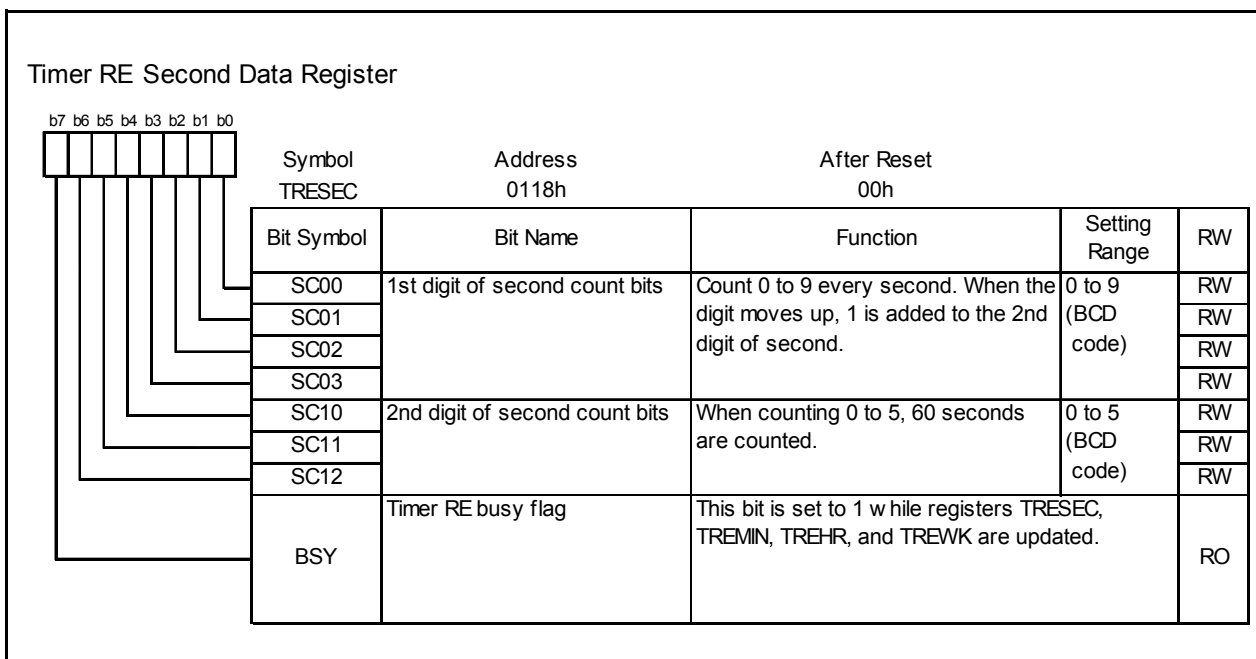 Timer RE Second Data Register
b7 b6 b5 b4 b3 b2 b1 b0
Symbol Address After Reset
TRESEC 0118h 00h
Bit Symbol Bit Name Function Setting Range RW
SC00 1st digit of second count bits Count 0 to 9 every second. When the 0 to 9 RW
SC01 digit moves up, 1 is added to the 2nd (BCD RW
SC02 digit of second. code) RW
SC03 RW
SC10 2nd digit of second count bits When counting 0 to 5, 60 seconds 0 to 5 RW
SC11 are counted. (BCD RW
SC12 code) RW
Timer RE busy flag This bit is set to 1 w hile registers TRESEC,
TREMIN, TREHR, and TREWK are updated.
BSY RO